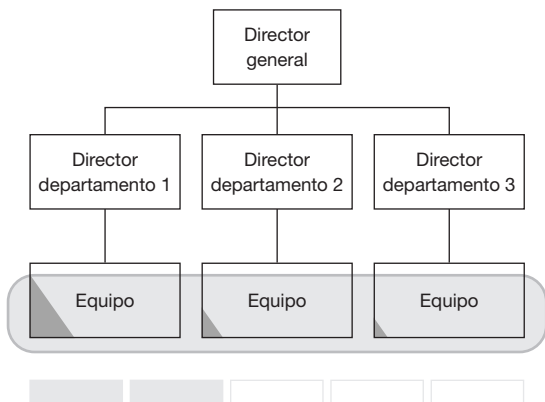 Director
general
Director
departamento 1
Director
departamento 2
Director
departamento 3
Equipo
Equipo
Equipo